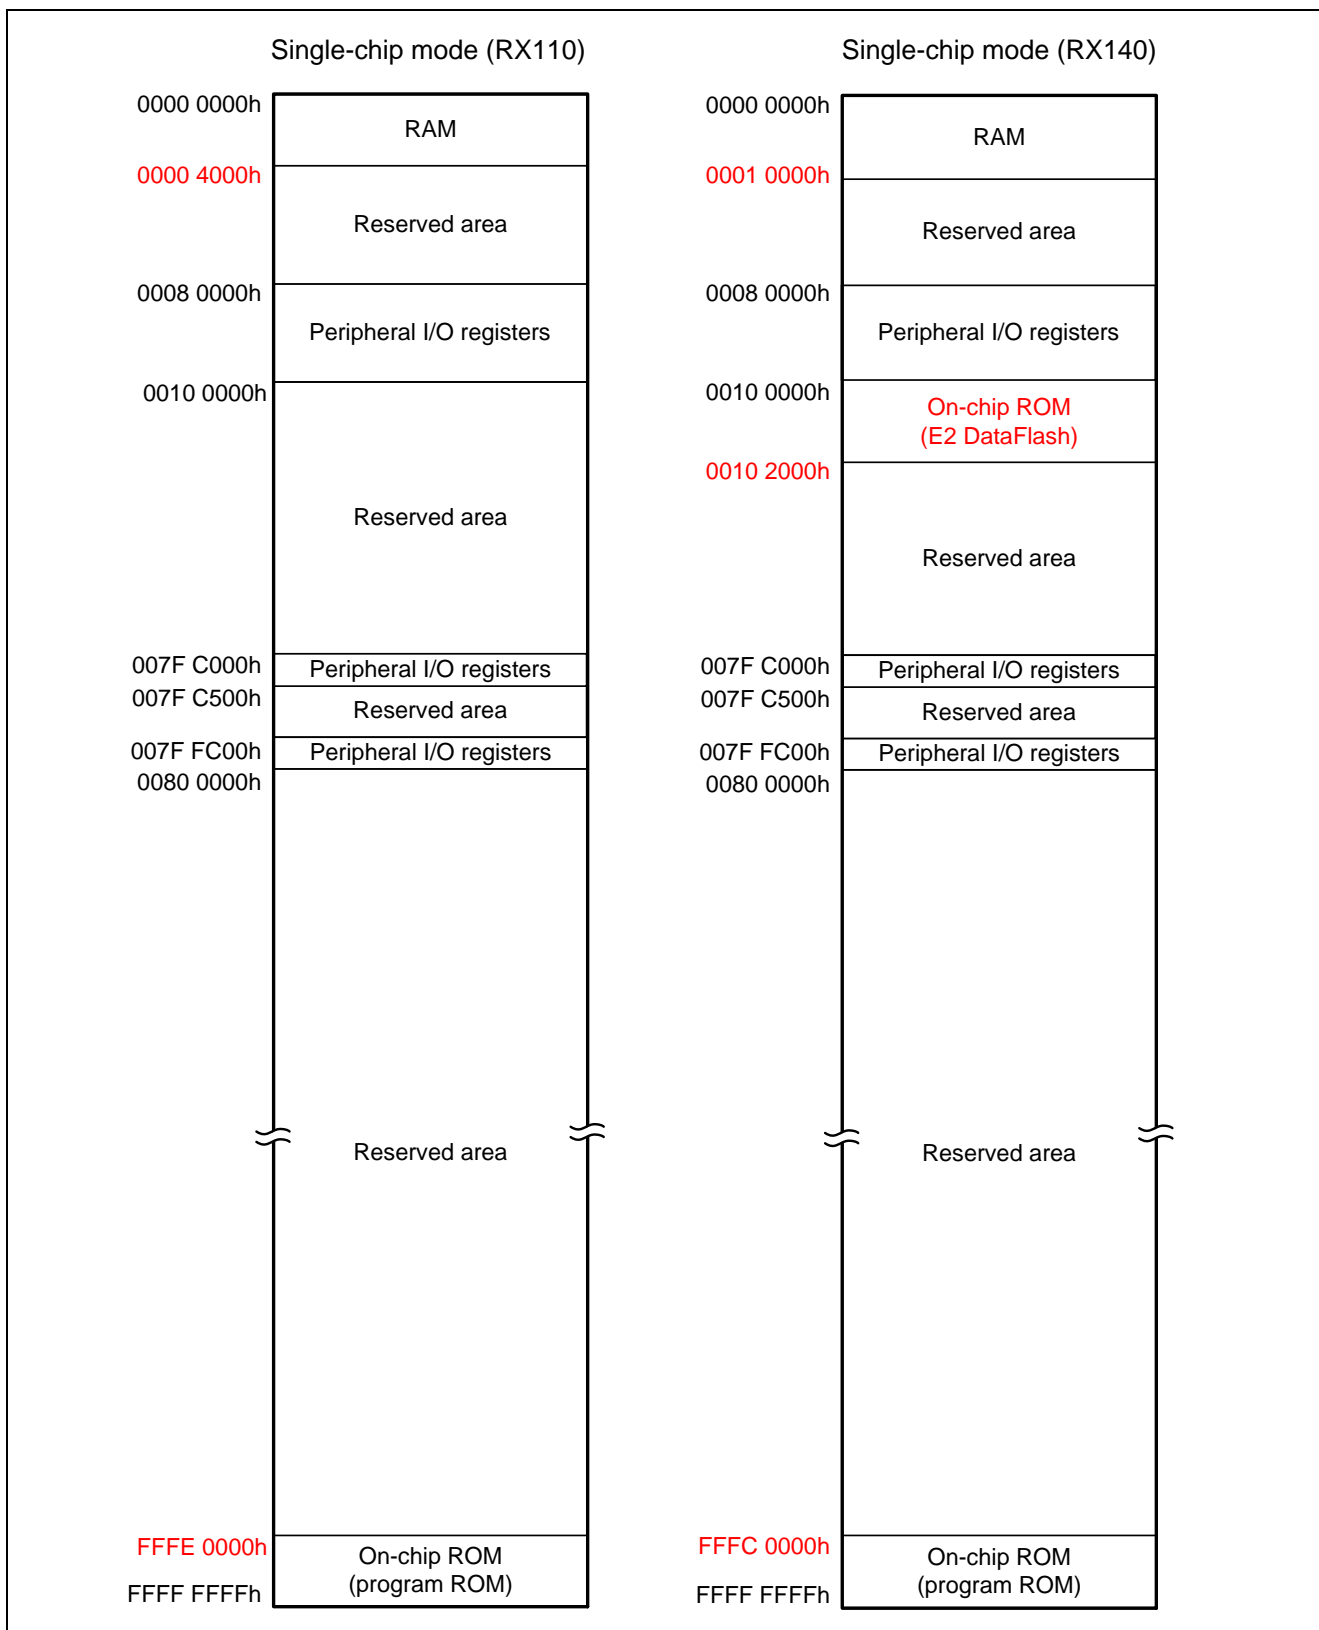 Single-chip mode (RX110)
0000 0000h
RAM
0000 4000h
Reserved area
0008 0000h
Peripheral I/O registers
0010 0000h
Reserved area
007F C000h
Peripheral I/O registers
007F C500h
Reserved area
007F FC00h
Peripheral I/O registers
0080 0000h
Reserved area
FFFE 0000h
On-chip ROM
(program ROM)
FFFF FFFFh
Single-chip mode (RX140)
0000 0000h
RAM
0001 0000h
Reserved area
0008 0000h
Peripheral I/O registers
0010 0000h
On-chip ROM
(E2 DataFlash)
0010 2000h
Reserved area
007F C000h
Peripheral I/O registers
007F C500h
Reserved area
007F FC00h
Peripheral I/O registers
0080 0000h
Reserved area
FFFC 0000h
On-chip ROM
(program ROM)
FFFF FFFFh